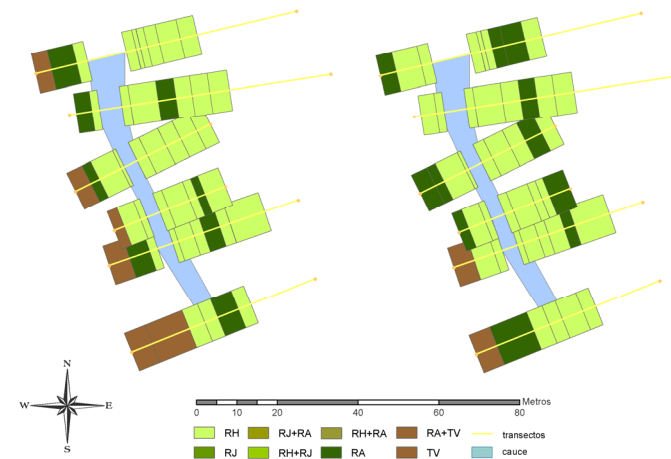 N
W E
S
Metros
0 5 10 20 40 60 80
RH RJ+RA RH+RA RA+TV transectos
RJ RH+RJ RA TV cauce